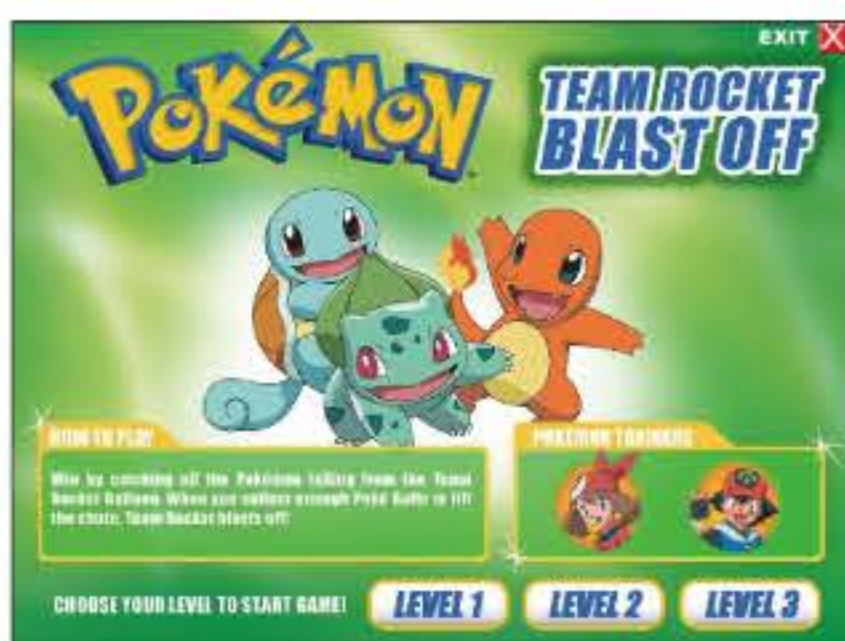 EXIT X
POKéMON
TEAM ROCKET
BLAST OFF
HOW TO PLAY
POKEMON TRAINERS
Win by catching all the Pokémon falling from the Team
Rocket Balloon. When you collect enough Poké Balls to fill
the chute, Team Rocket blasts off!
CHOOSE YOUR LEVEL TO START GAME!
LEVEL 1
LEVEL 2
LEVEL 3